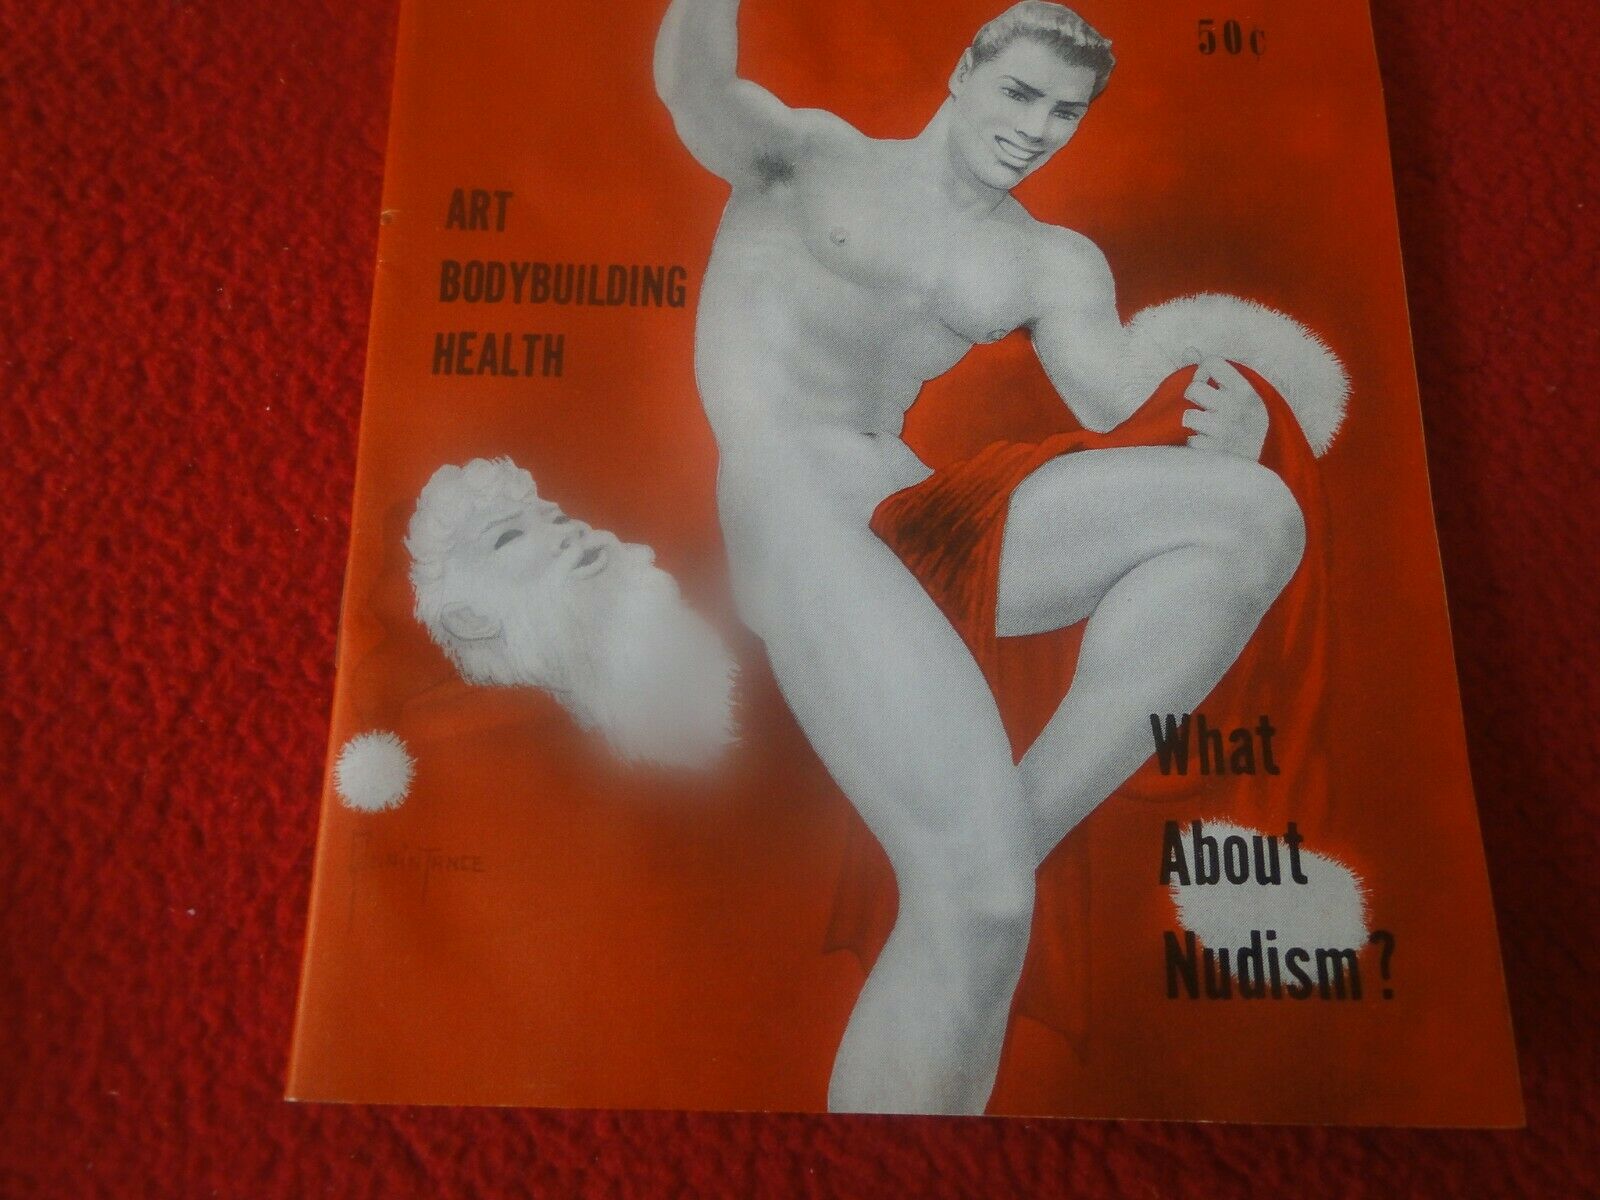 50¢
ART
BODYBUILDING
HEALTH
What
About
Nudism?